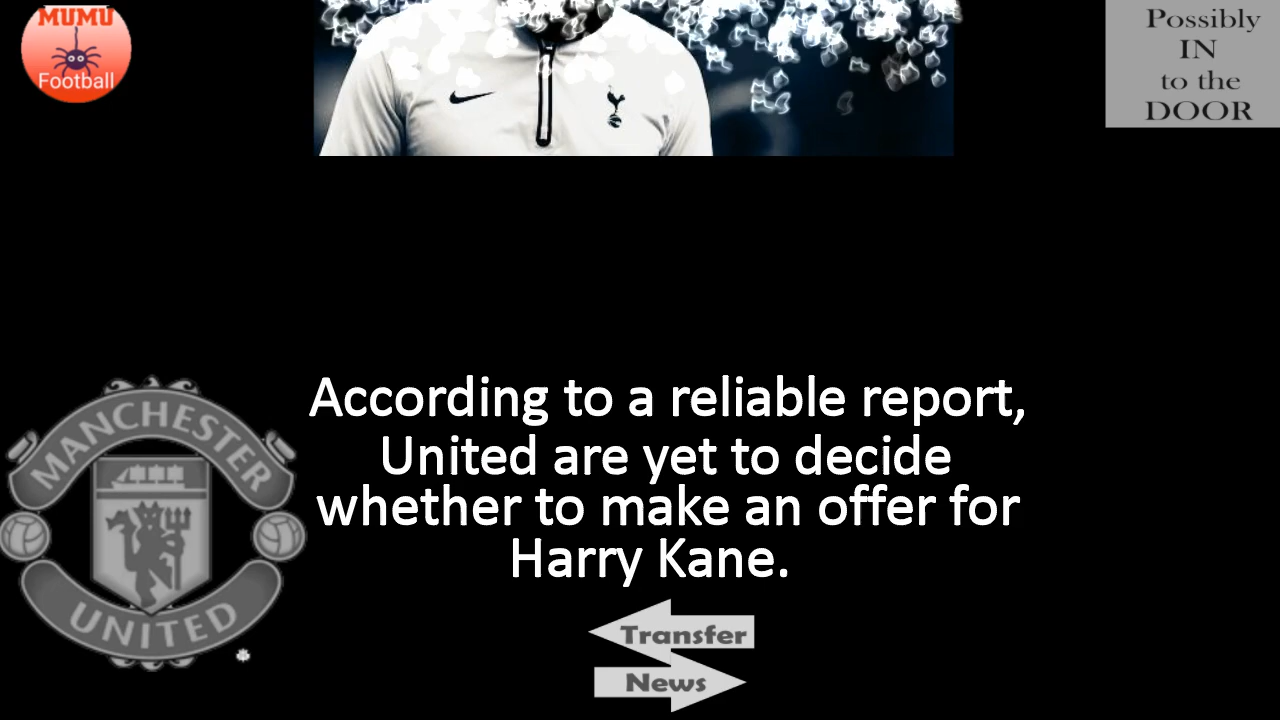 MUMU
Football
Possibly
IN
to the
DOOR
According to a reliable report,
United are yet to decide
whether to make an offer for
Harry Kane.
MANCHESTER
UNITED
Transfer
News